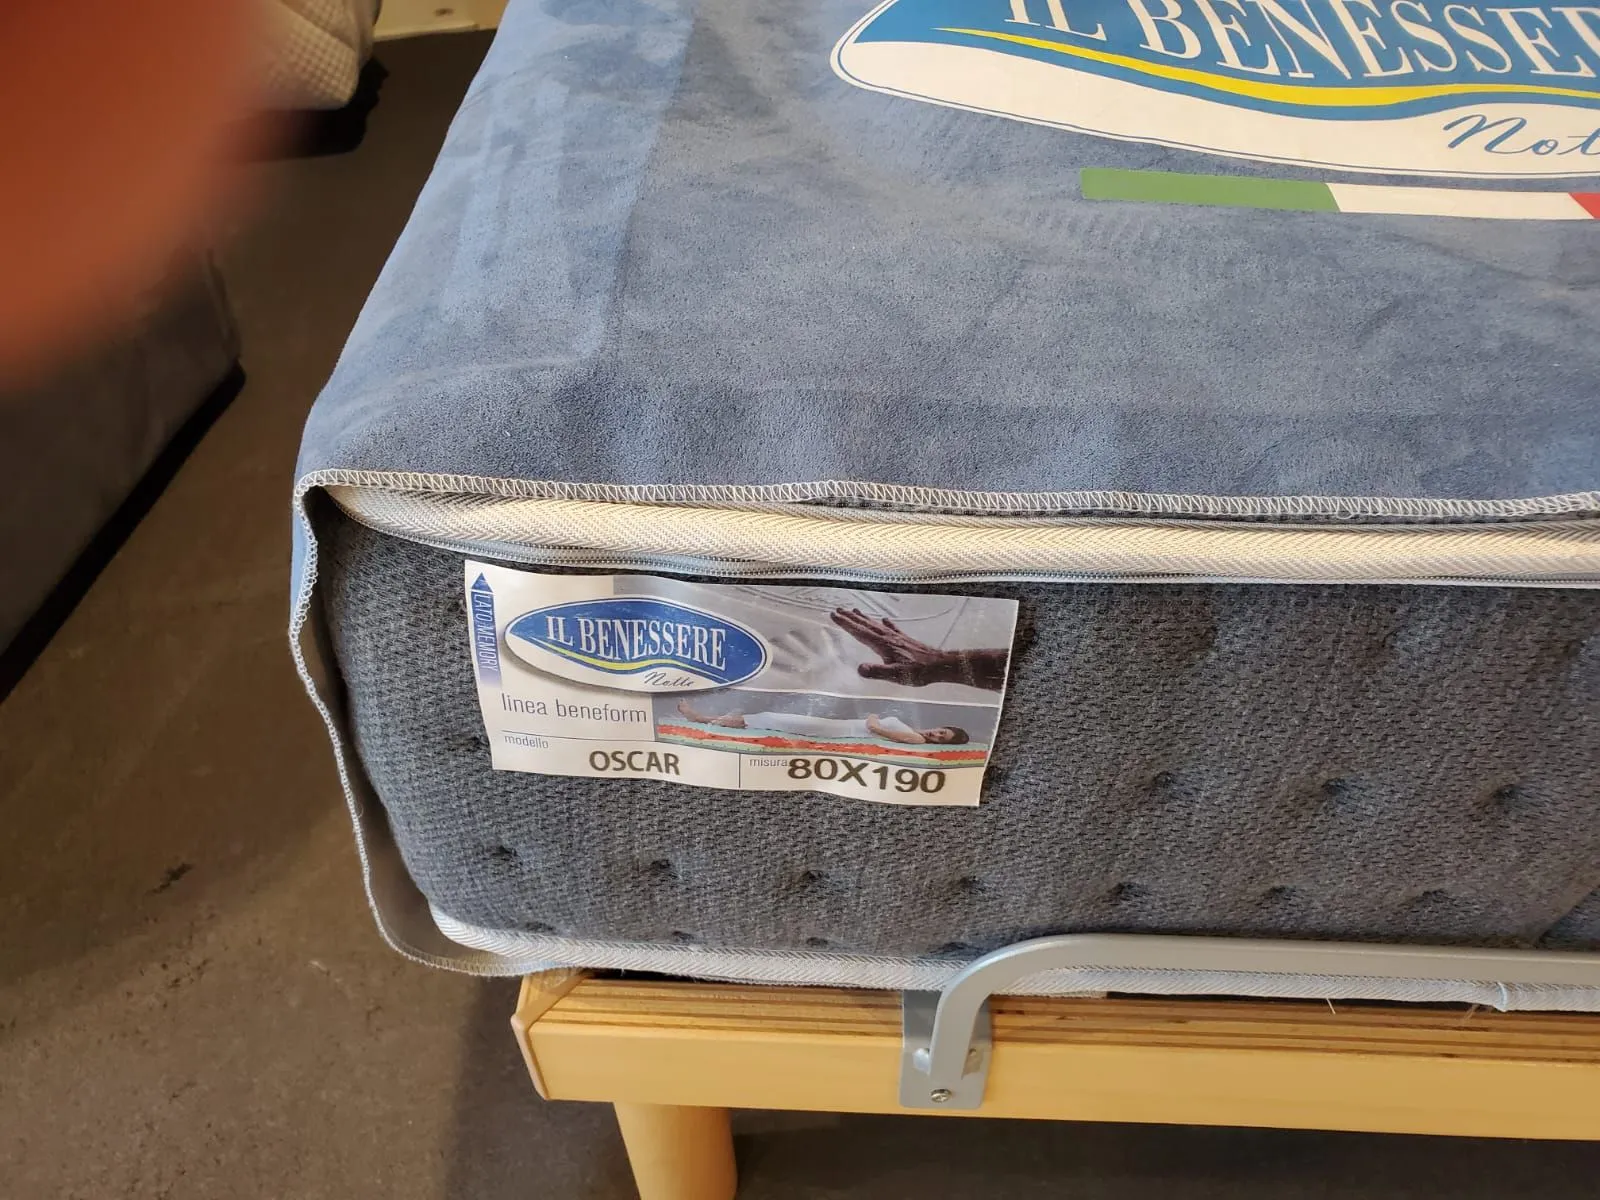 IL BENESSE
Not
LATO MEMORY
IL BENESSERE
Notte
linea beneform
modello
OSCAR
misura 80X190